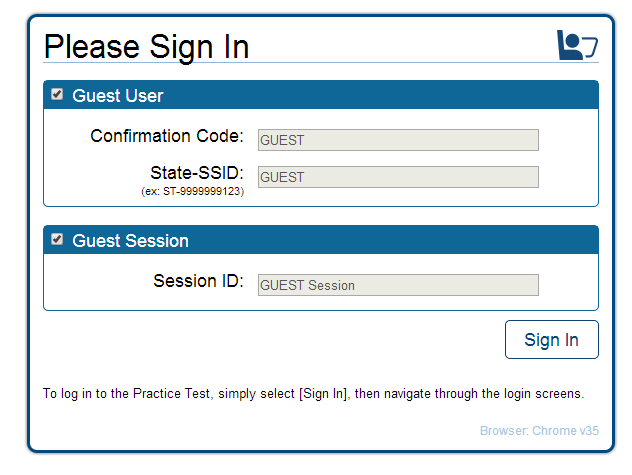 Please Sign In
Guest User
Confirmation Code: GUEST
State-SSID: GUEST
(ex: ST-9999999123)
Guest Session
Session ID: GUEST Session
Sign In
To log in to the Practice Test, simply select [Sign In], then navigate through the login screens.
Browser: Chrome v35